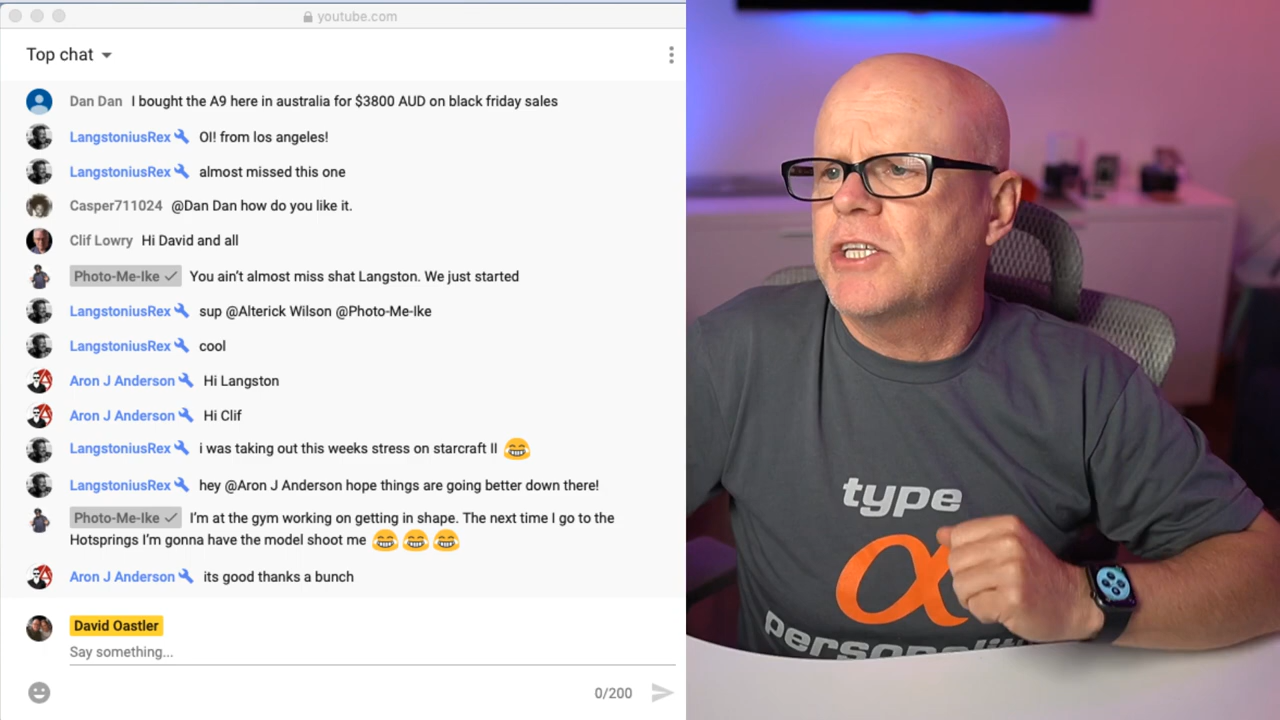 youtube.com
Top chat
Dan Dan I bought the A9 here in australia for $3800 AUD on black friday sales
LangstoniusRex OI! from los angeles!
LangstoniusRex almost missed this one
Casper711024 @Dan Dan how do you like it.
Clif Lowry Hi David and all
Photo-Me-Ike You ain't almost miss shat Langston. We just started
LangstoniusRex sup @Alterick Wilson @Photo-Me-Ike
LangstoniusRex cool
Aron J Anderson Hi Langston
Aron J Anderson Hi Clif
LangstoniusRex i was taking out this weeks stress on starcraft II 😂
LangstoniusRex hey @Aron J Anderson hope things are going better down there!
Photo-Me-Ike I'm at the gym working on getting in shape. The next time I go to the
Hotsprings I'm gonna have the model shoot me 😂 😂 😂
Aron J Anderson its good thanks a bunch
David Oastler
Say something...
0/200
type
α